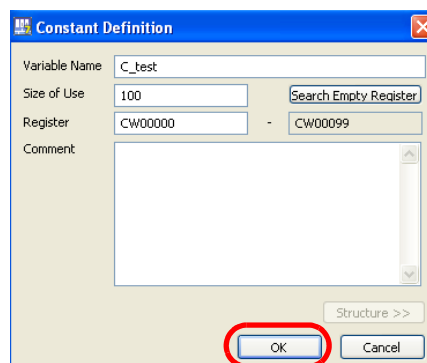 Constant Definition
Variable Name C_test
Size of Use 100 Search Empty Register
Register CW00000 - CW00099
Comment
Structure >>
OK Cancel